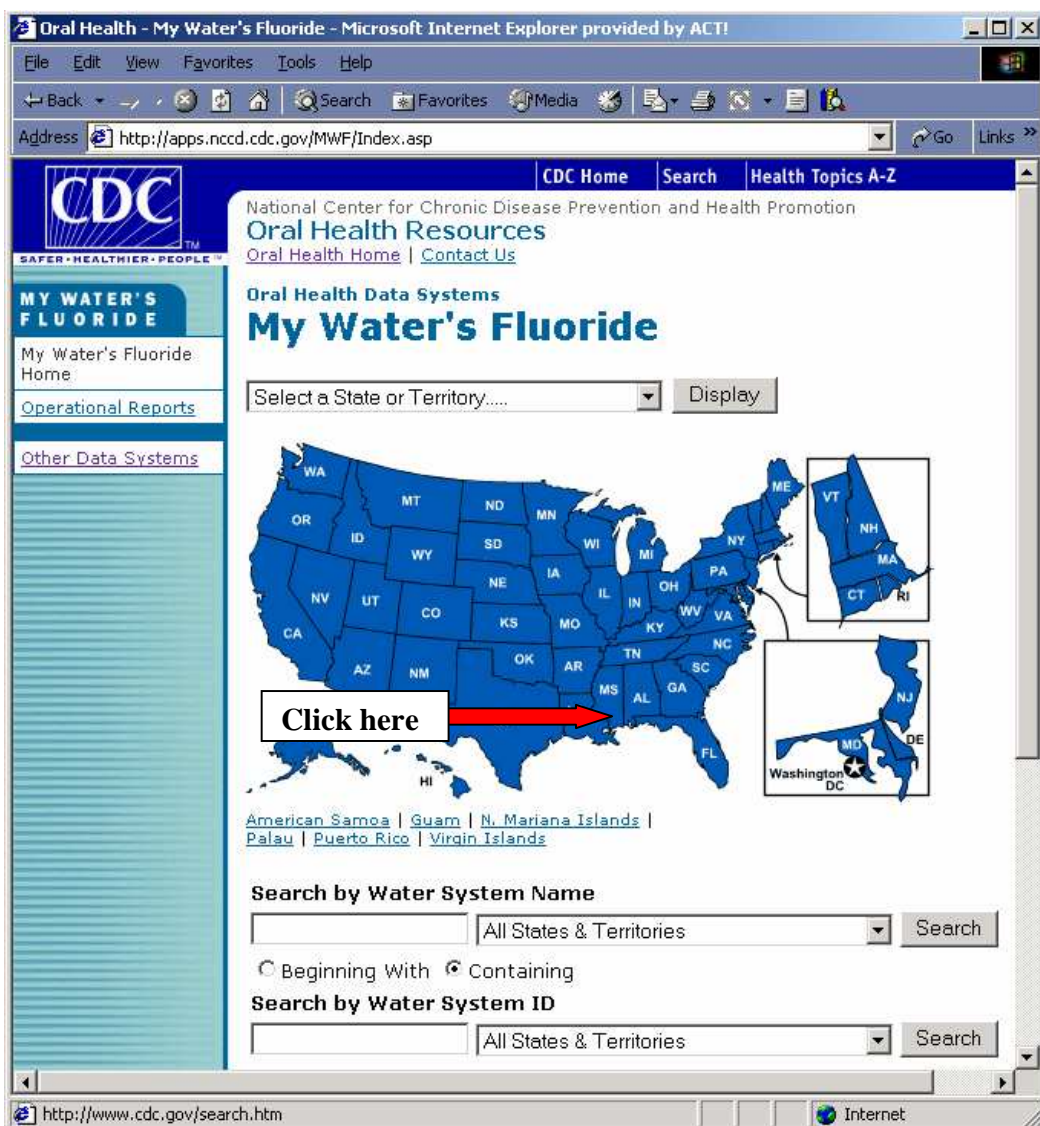 Oral Health - My Water's Fluoride - Microsoft Internet Explorer provided by ACT!
File Edit View Favorites Tools Help
Back Search Favorites Media
Address http://apps.nccd.cdc.gov/MWF/Index.asp Go Links »
CDC Home Search Health Topics A-Z
CDC
TM
SAFER•HEALTHIER•PEOPLE™
National Center for Chronic Disease Prevention and Health Promotion
Oral Health Resources
Oral Health Home | Contact Us
MY WATER'S
FLUORIDE
My Water's Fluoride
Home
Operational Reports
Other Data Systems
Oral Health Data Systems
My Water's Fluoride
Select a State or Territory..... Display
WA
MT ND MN ME VT
OR NH
ID SD WI MI NY MA
WY
IA PA CT RI
NE OH
NV UT IL IN
CO WV VA
KS MO KY
CA NC
TN
AZ NM OK AR SC
MS AL GA NJ
Click here
FL MD DE
Washington
DC
HI
American Samoa | Guam | N. Mariana Islands |
Palau | Puerto Rico | Virgin Islands
Search by Water System Name
All States & Territories Search
Beginning With Containing
Search by Water System ID
All States & Territories Search
http://www.cdc.gov/search.htm Internet